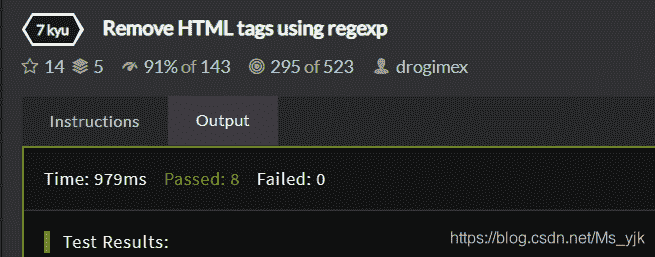 7 kyu Remove HTML tags using regexp
14 5 91% of 143 295 of 523 drogimex
Instructions Output
Time: 979ms Passed: 8 Failed: 0
Test Results:
https://blog.csdn.net/Ms_yjk